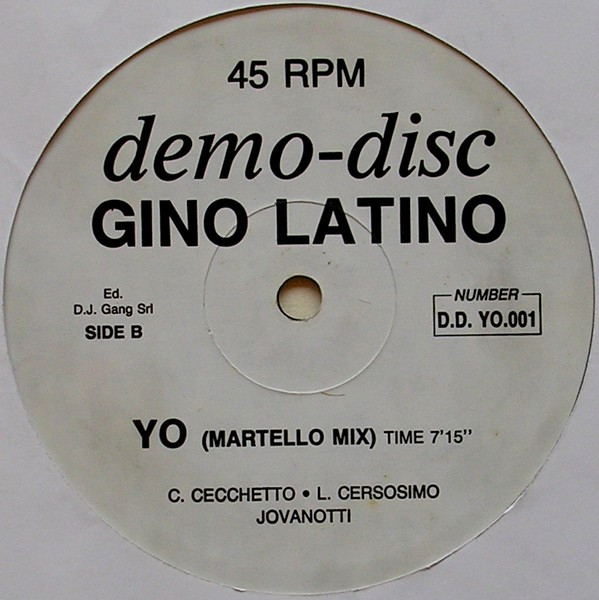 45 RPM
demo-disc
GINO LATINO
Ed.
D.J. Gang Srl
SIDE B
NUMBER
D.D. YO.001
YO (MARTELLO MIX) TIME 7'15''
C. CECCHETTO • L. CERSOSIMO
JOVANOTTI